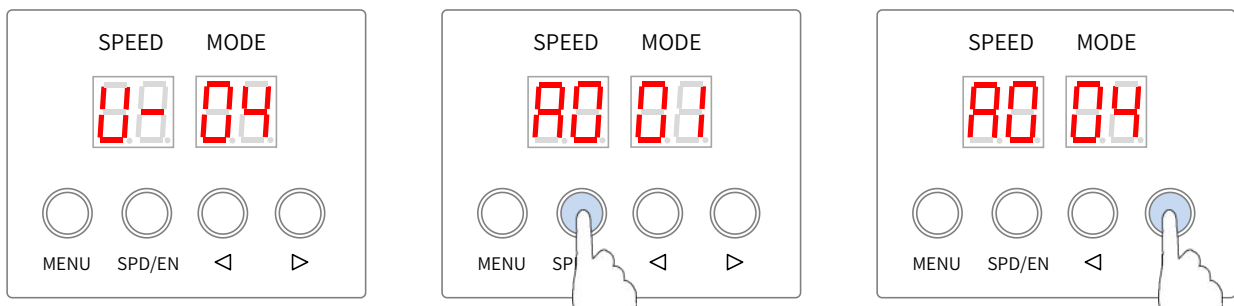 SPEED MODE
U- 04
MENU SPD/EN ◁ ▷
SPEED MODE
A0 01
MENU ◁ ▷
SPEED MODE
A0 04
MENU SPD/EN ◁